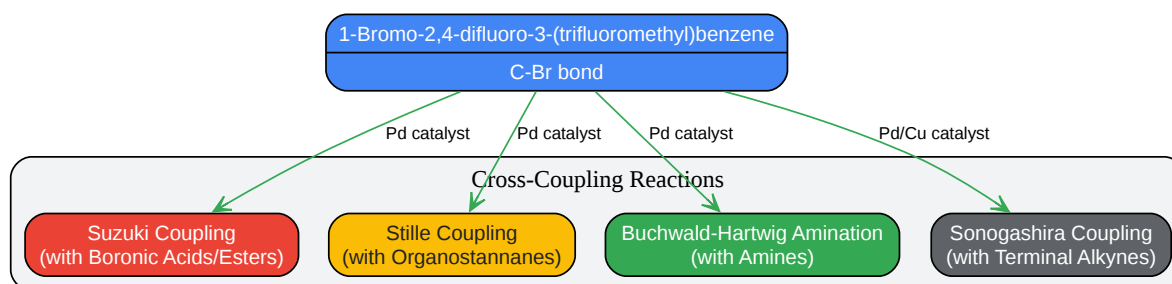 1-Bromo-2,4-difluoro-3-(trifluoromethyl)benzene
C-Br bond
Pd catalyst
Pd catalyst
Pd catalyst
Pd/Cu catalyst
Cross-Coupling Reactions
Suzuki Coupling
(with Boronic Acids/Esters)
Stille Coupling
(with Organostannanes)
Buchwald-Hartwig Amination
(with Amines)
Sonogashira Coupling
(with Terminal Alkynes)